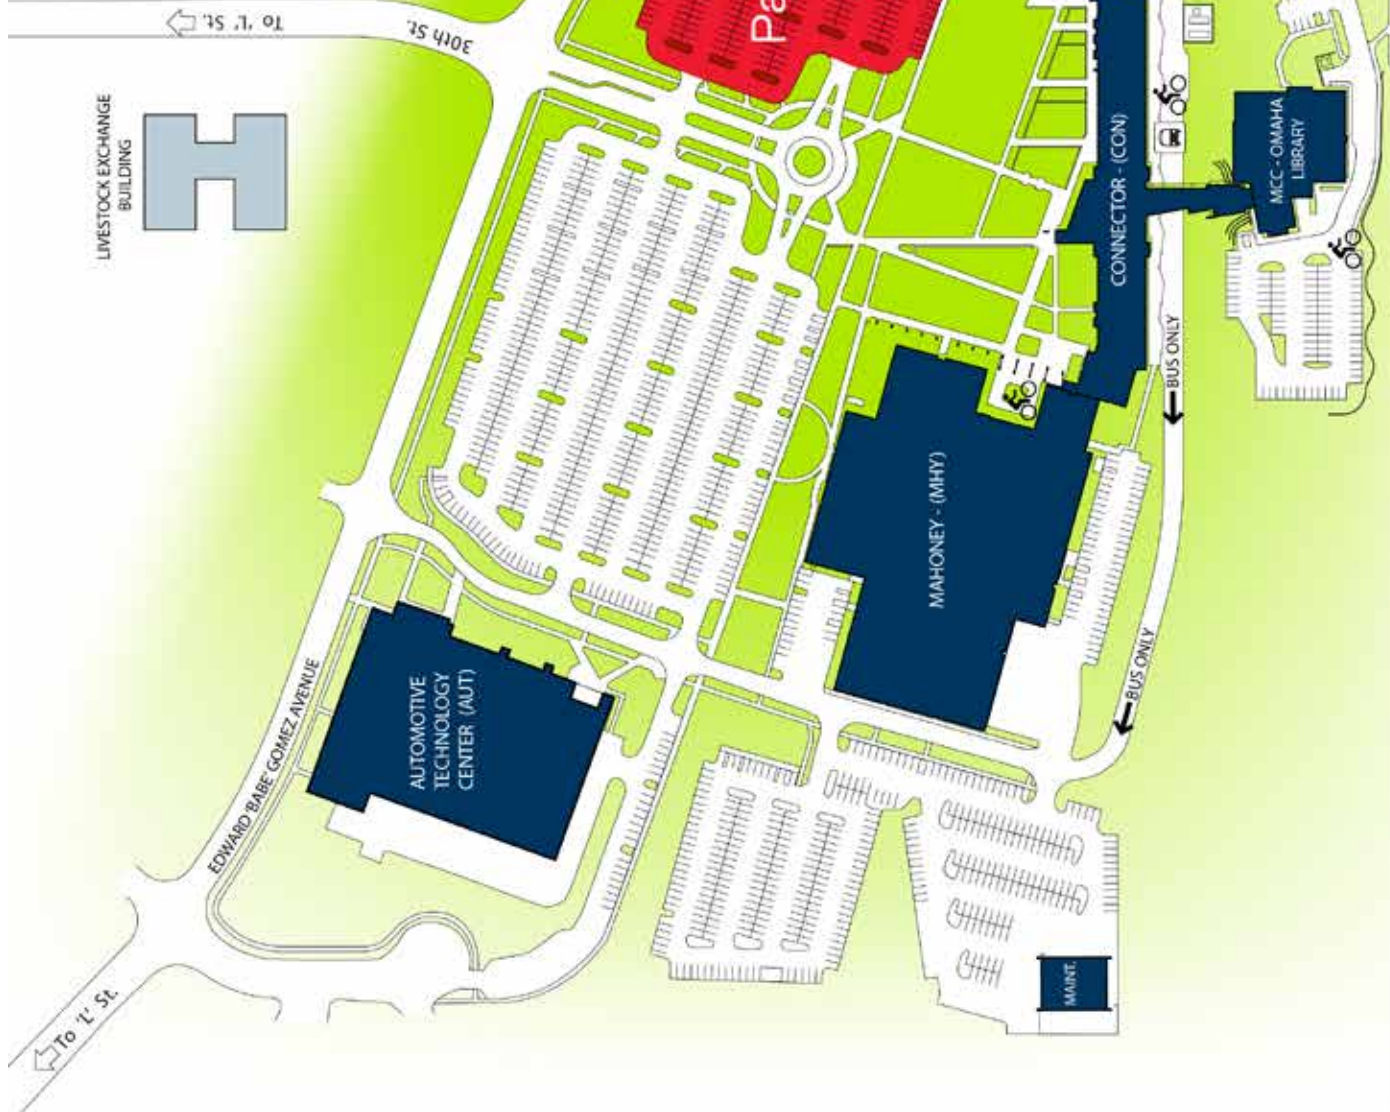 To 'L' St.
30th St.
Pa
LIVESTOCK EXCHANGE
BUILDING
CONNECTOR - (CON)
MCC - OMAHA
LIBRARY
BUS ONLY
MAHONEY - (MHY)
BUS ONLY
AUTOMOTIVE
TECHNOLOGY
CENTER (AUT)
EDWARD 'BABE' GOMEZ AVENUE
MAINT.
To 'L' St.